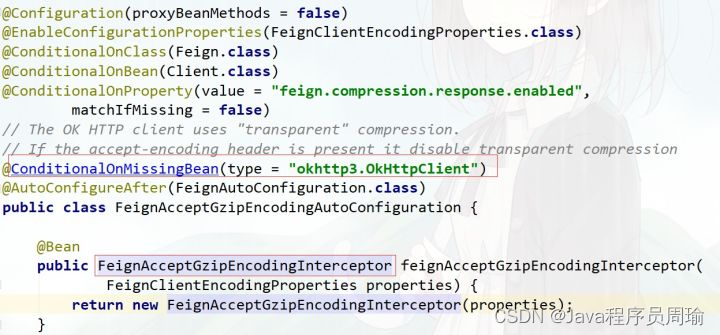 @Configuration(proxyBeanMethods = false)
@EnableConfigurationProperties(FeignClientEncodingProperties.class)
@ConditionalOnClass(Feign.class)
@ConditionalOnBean(Client.class)
@ConditionalOnProperty(value = "feign.compression.response.enabled",
matchIfMissing = false)
// The OK HTTP client uses "transparent" compression.
// If the accept-encoding header is present it disable transparent compression
@ConditionalOnMissingBean(type = "okhttp3.OkHttpClient")
@AutoConfigureAfter(FeignAutoConfiguration.class)
public class FeignAcceptGzipEncodingAutoConfiguration {
@Bean
public FeignAcceptGzipEncodingInterceptor feignAcceptGzipEncodingInterceptor(
FeignClientEncodingProperties properties) {
return new FeignAcceptGzipEncodingInterceptor(properties);
}
CSDN @Java程序员周瑜